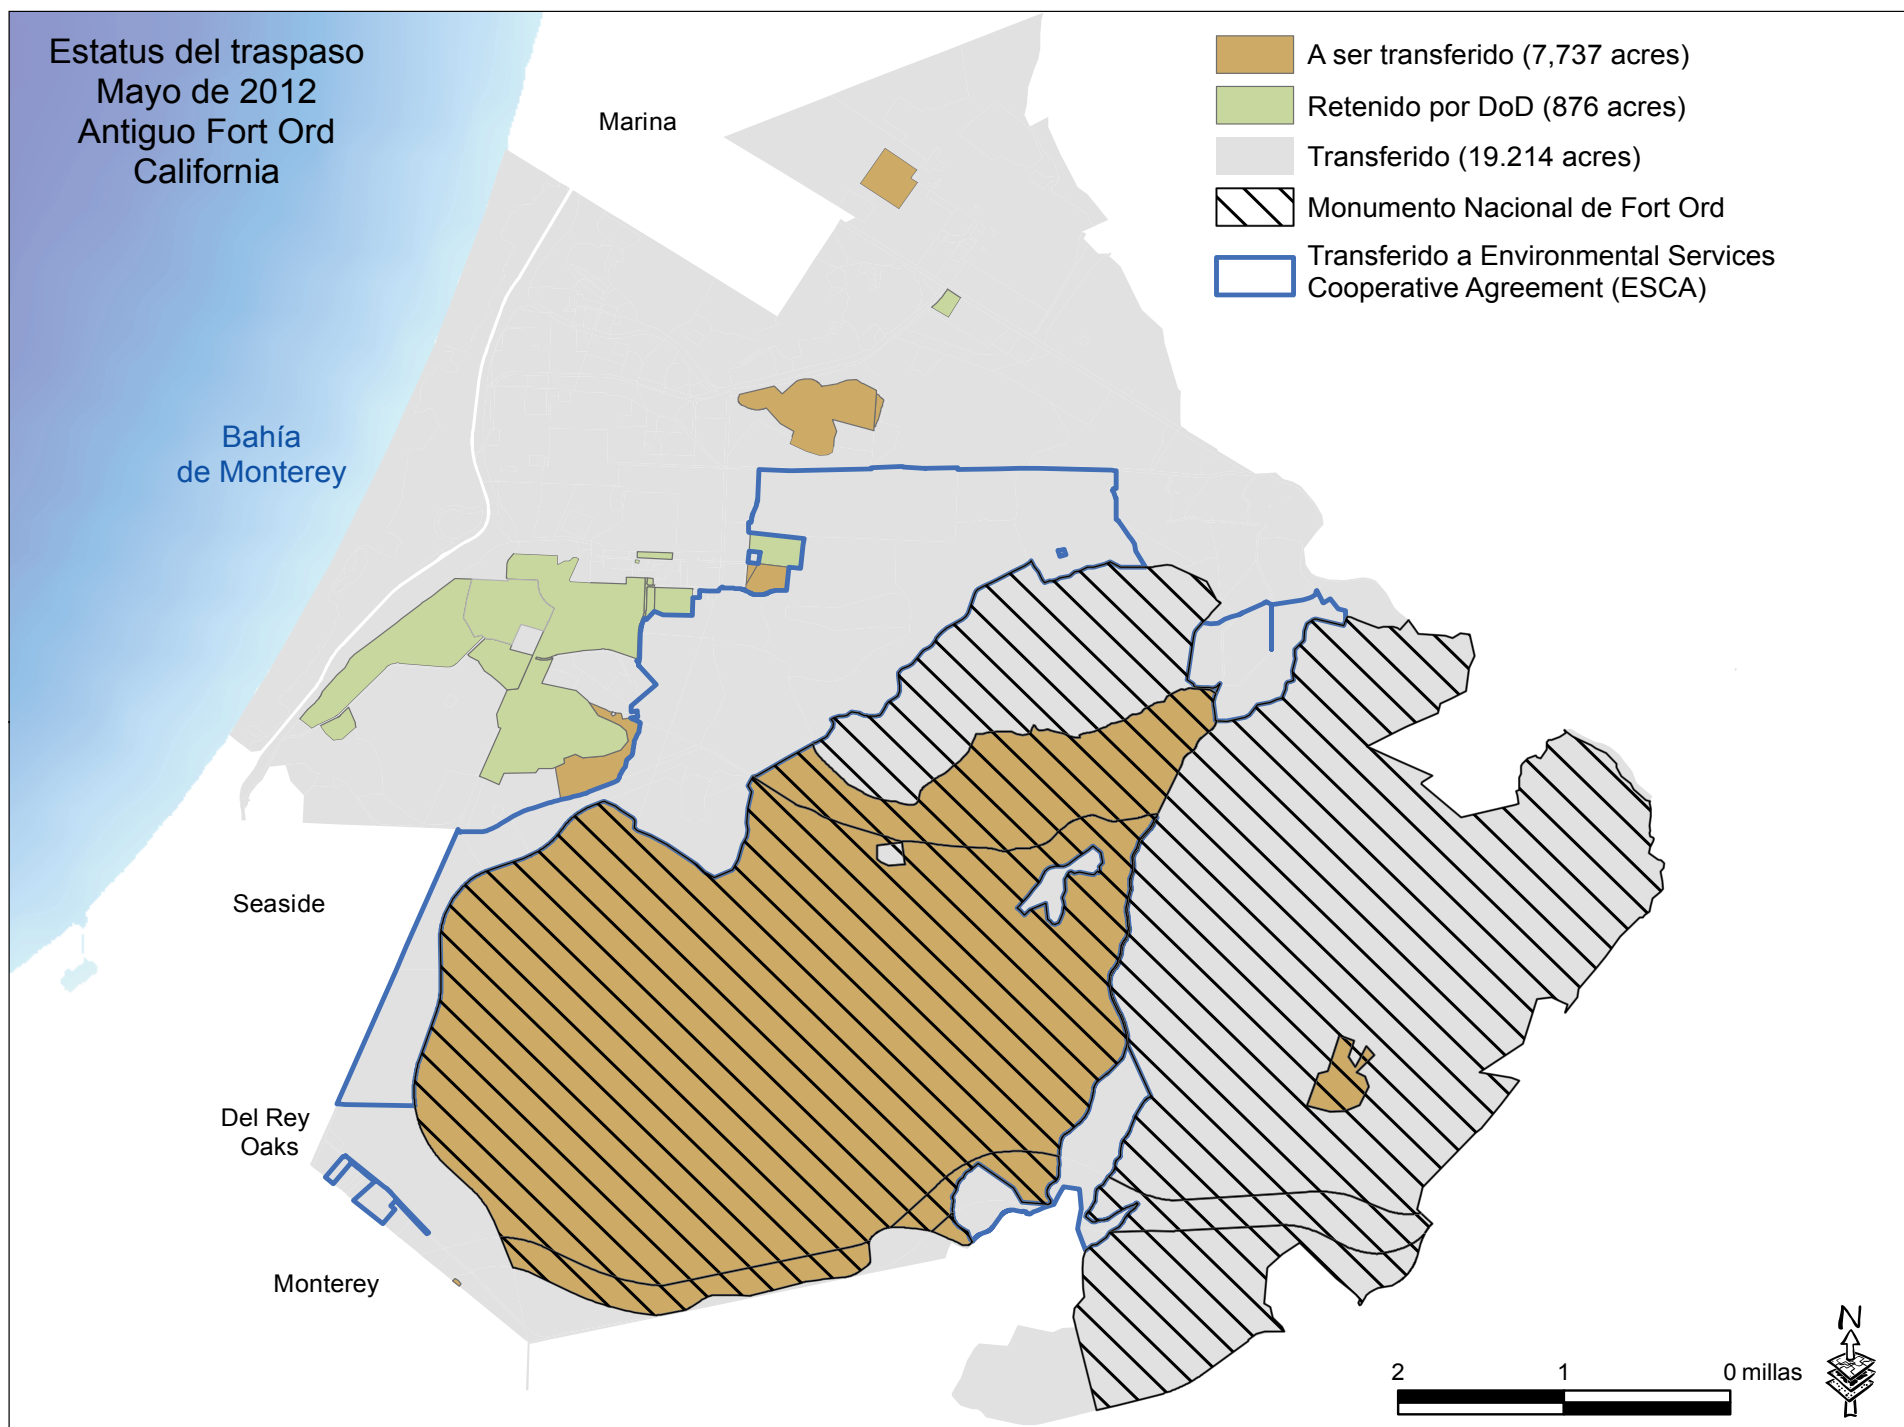 Estatus del traspaso
Mayo de 2012
Antiguo Fort Ord
California
A ser transferido (7,737 acres)
Retenido por DoD (876 acres)
Transferido (19.214 acres)
Monumento Nacional de Fort Ord
Transferido a Environmental Services
Cooperative Agreement (ESCA)
Marina
Bahía
de Monterey
Seaside
Del Rey
Oaks
Monterey
N
2 1 0 millas